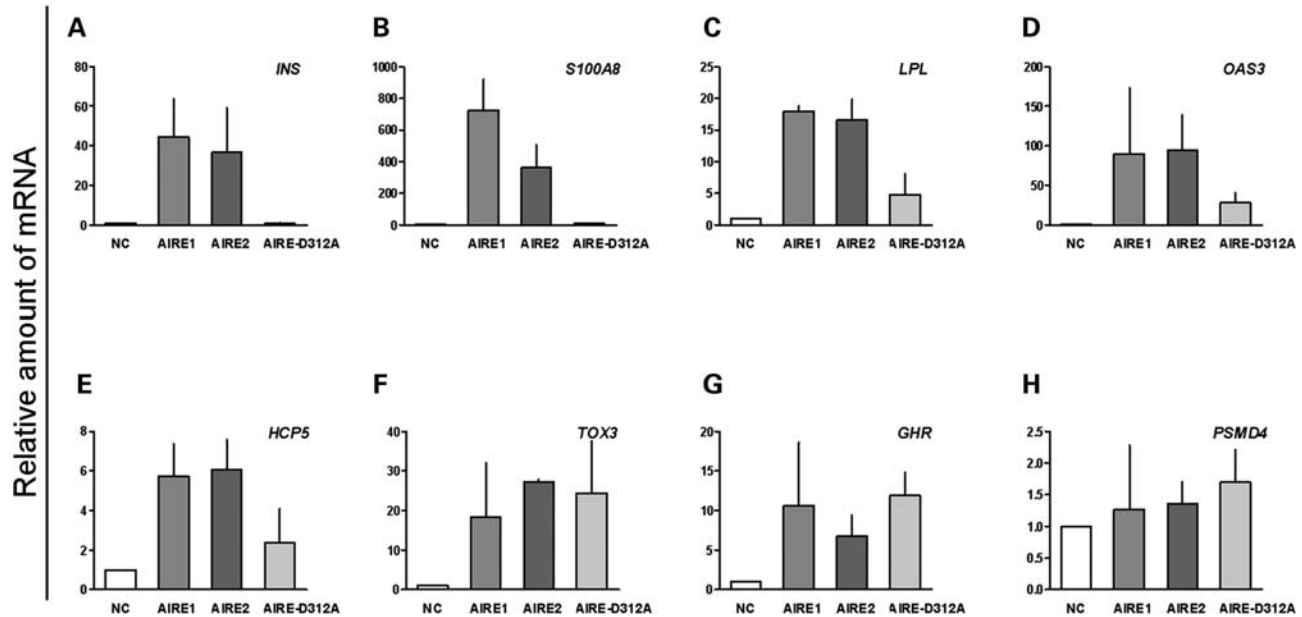 Relative amount of mRNA
A
INS
80
60
40
20
0
NC AIRE1 AIRE2 AIRE-D312A
B
S100A8
1000
800
600
400
200
0
NC AIRE1 AIRE2 AIRE-D312A
C
LPL
25
20
15
10
5
0
NC AIRE1 AIRE2 AIRE-D312A
D
OAS3
200
150
100
50
0
NC AIRE1 AIRE2 AIRE-D312A
E
HCP5
8
6
4
2
0
NC AIRE1 AIRE2 AIRE-D312A
F
TOX3
40
30
20
10
0
NC AIRE1 AIRE2 AIRE-D312A
G
GHR
20
15
10
5
0
NC AIRE1 AIRE2 AIRE-D312A
H
PSMD4
2.5
2.0
1.5
1.0
0.5
0.0
NC AIRE1 AIRE2 AIRE-D312A